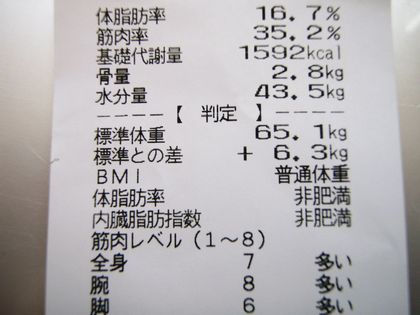 体脂肪率 16.7%
筋肉率 35.2%
基礎代謝量 1592kcal
骨量 2.8kg
水分量 43.5kg
----【 判定 】----
標準体重 65.1kg
標準との差 + 6.3kg
BMI 普通体重
体脂肪率 非肥満
内臓脂肪指数 非肥満
筋肉レベル(1～8)
全身 7 多い
腕 8 多い
脚 6 多い